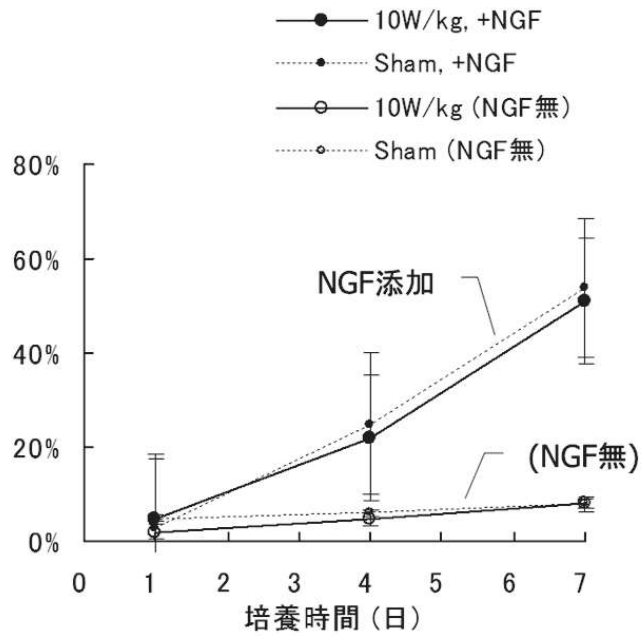 10W/kg, +NGF
Sham, +NGF
10W/kg (NGF無)
Sham (NGF無)
80%
60%
40%
20%
0%
NGF添加
(NGF無)
0 1 2 3 4 5 6 7
培養時間 (日)